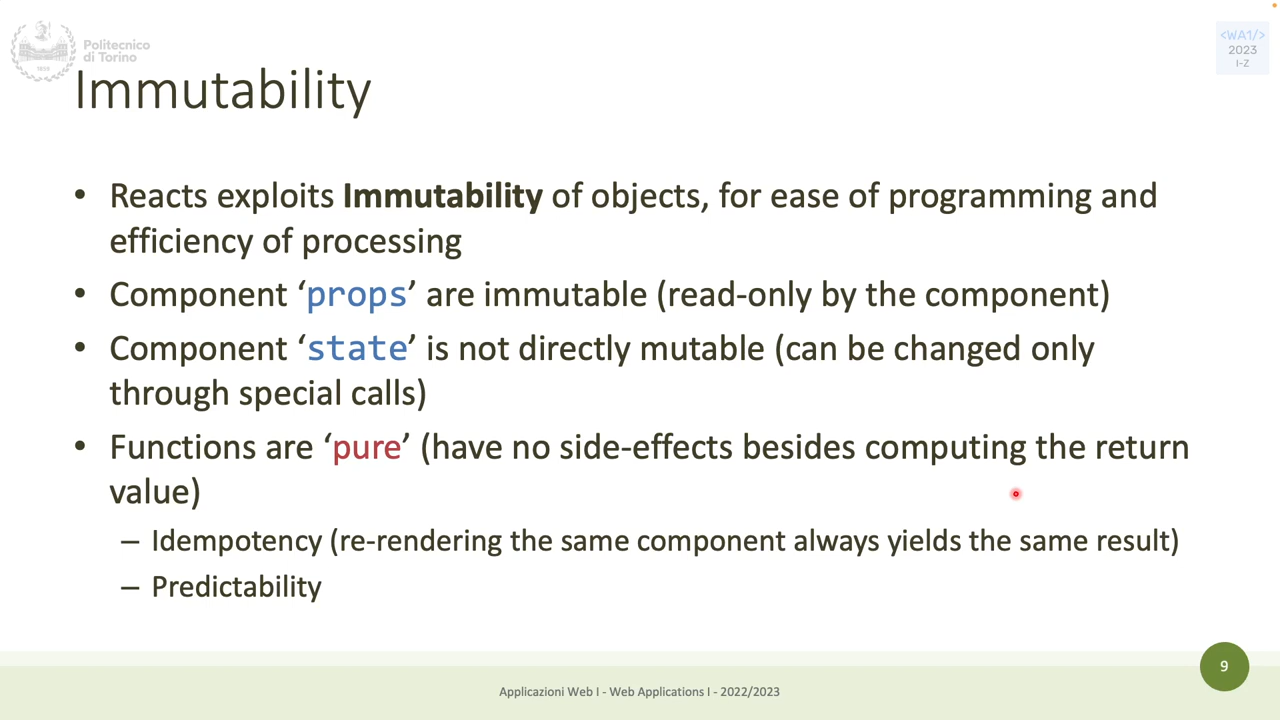 Politecnico
di Torino
1859
<WA1/>
2023
I-Z
Immutability
• Reacts exploits Immutability of objects, for ease of programming and
efficiency of processing
• Component ‘props’ are immutable (read-only by the component)
• Component ‘state’ is not directly mutable (can be changed only
through special calls)
• Functions are ‘pure’ (have no side-effects besides computing the return
value)
– Idempotency (re-rendering the same component always yields the same result)
– Predictability
9
Applicazioni Web I - Web Applications I - 2022/2023